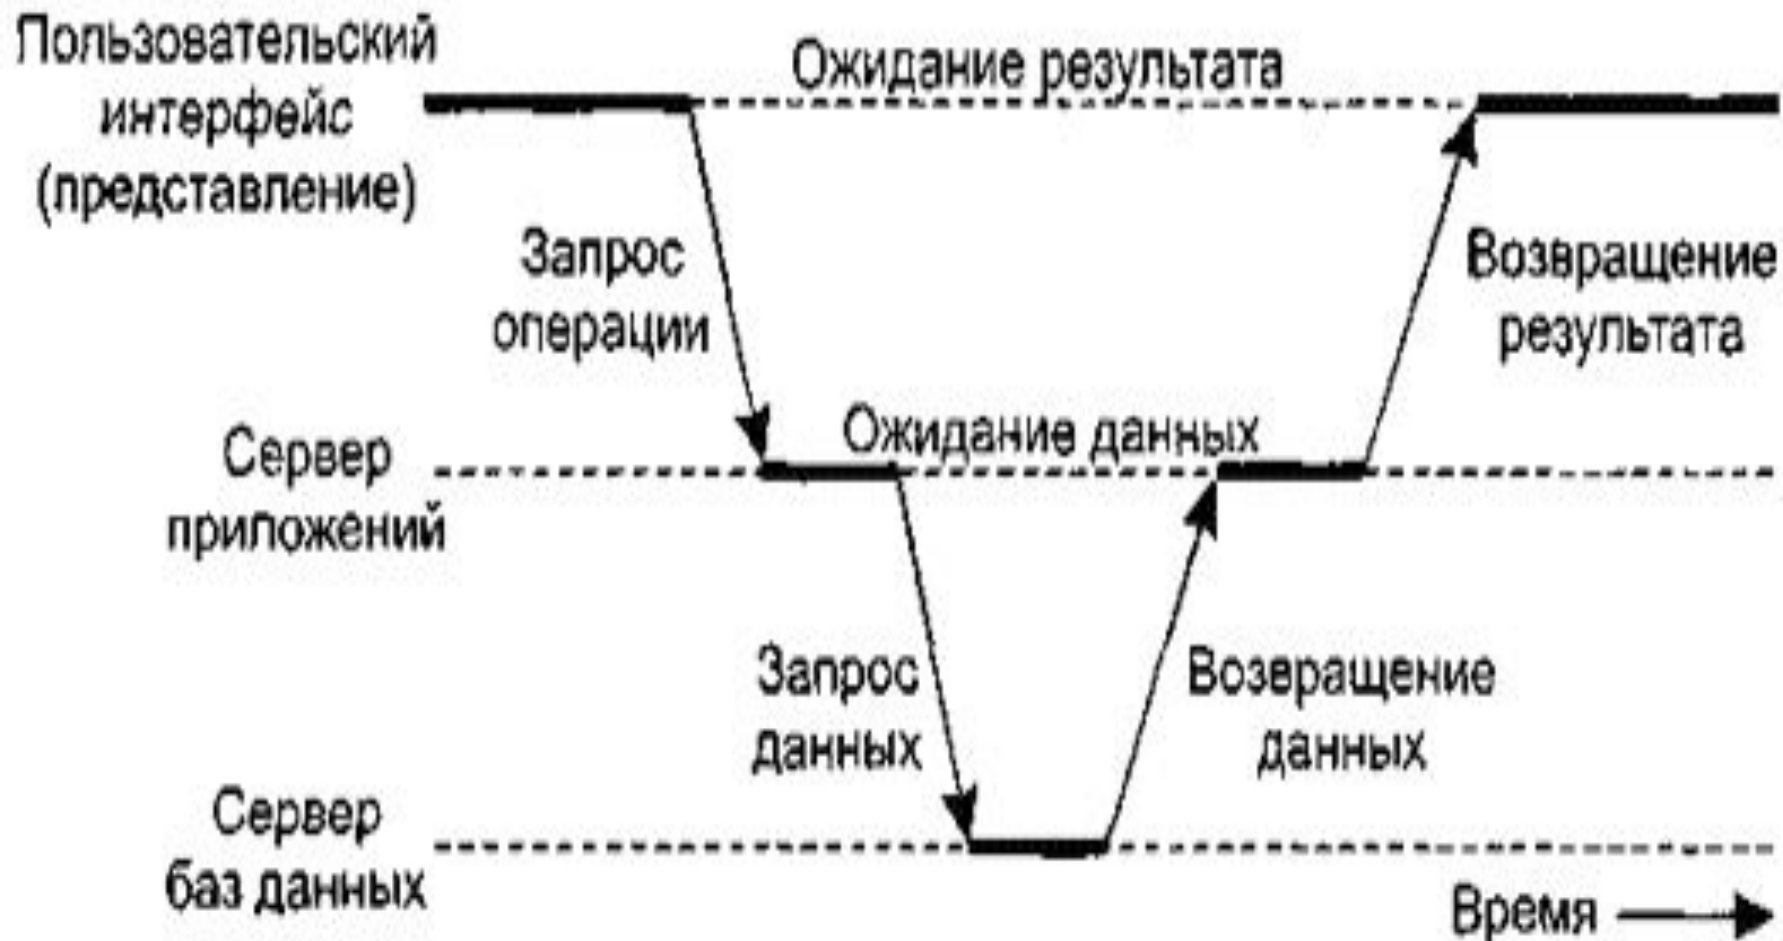 Пользовательский
интерфейс
(представление)
Ожидание результата
Запрос
операции
Возвращение
результата
Сервер
приложений
Ожидание данных
Запрос
данных
Возвращение
данных
Сервер
баз данных
Время